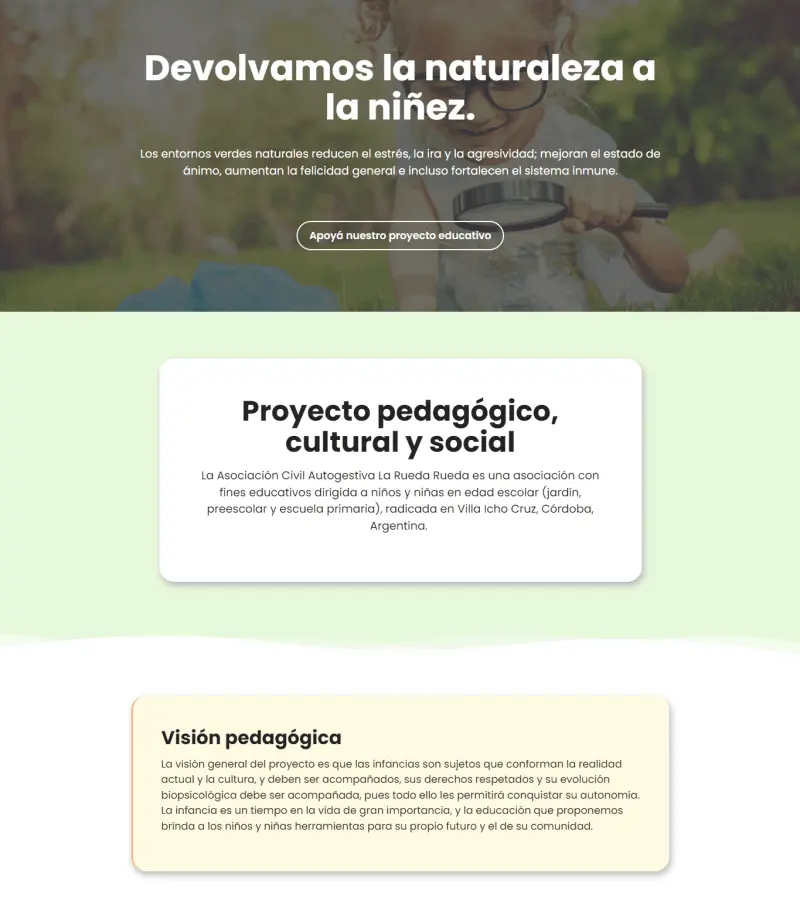 Devolvamos la naturaleza a
la niñez.
Los entornos verdes naturales reducen el estrés, la ira y la agresividad; mejoran el estado de
ánimo, aumentan la felicidad general e incluso fortalecen el sistema inmune.
Apoyá nuestro proyecto educativo
Proyecto pedagógico,
cultural y social
La Asociación Civil Autogestiva La Rueda Rueda es una asociación con
fines educativos dirigida a niños y niñas en edad escolar (jardín,
preescolar y escuela primaria), radicada en Villa Icho Cruz, Córdoba,
Argentina.
Visión pedagógica
La visión general del proyecto es que las infancias son sujetos que conforman la realidad
actual y la cultura, y deben ser acompañados, sus derechos respetados y su evolución
biopsicológica debe ser acompañada, pues todo ello les permitirá conquistar su autonomía.
La infancia es un tiempo en la vida de gran importancia, y la educación que proponemos
brinda a los niños y niñas herramientas para su propio futuro y el de su comunidad.